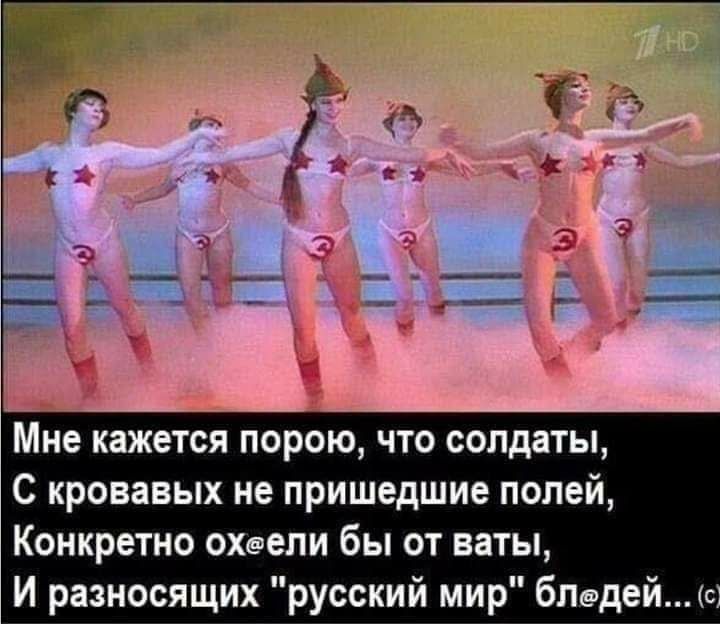 HD
Мне кажется порою, что солдаты,
С кровавых не пришедшие полей,
Конкретно ох@ели бы от ваты,
И разносящих "русский мир" бл@дей... (с)